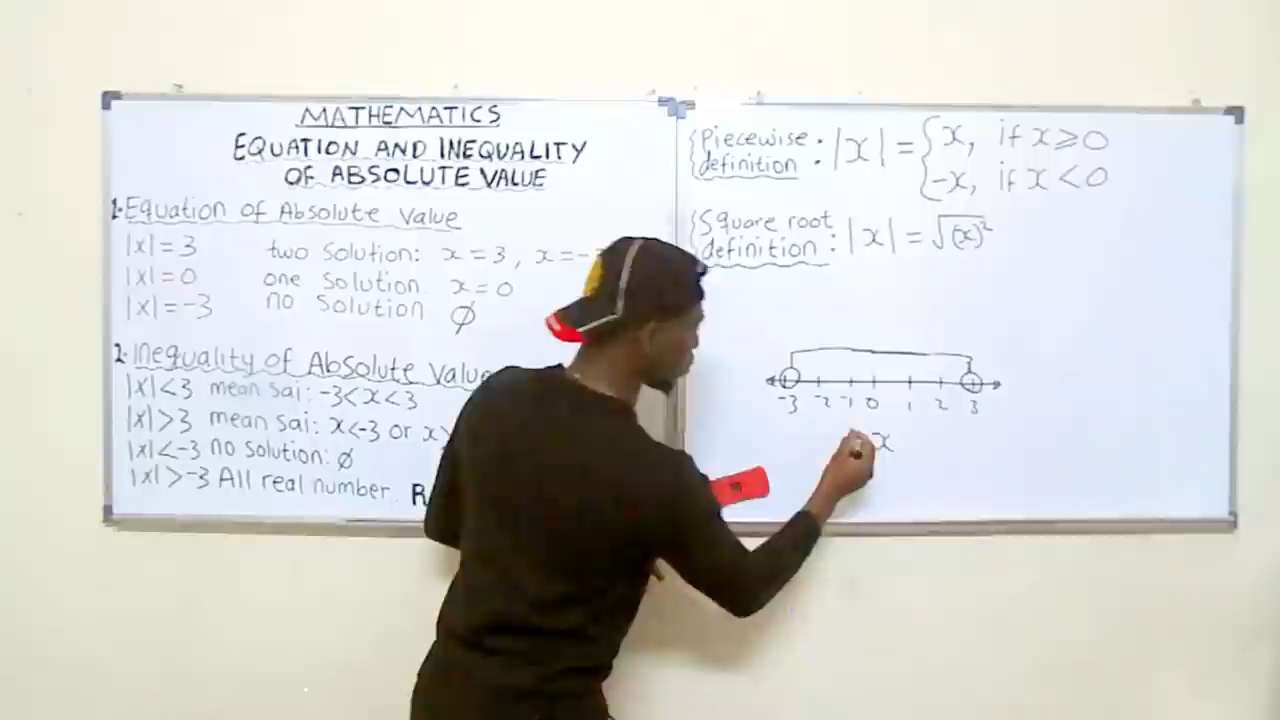 MATHEMATICS
EQUATION AND INEQUALITY
OF ABSOLUTE VALUE
1. Equation of Absolute Value
|x| = 3 two solution: x = 3, x = -
|x| = 0 one solution. x = 0
|x| = -3 no solution ∅
2. Inequality of Absolute Value
|x| < 3 mean sai: -3 < x < 3
|x| > 3 mean sai: x < -3 or x >
|x| < -3 no solution: ∅
|x| > -3 All real number. R
Piecewise definition: |x| = { x, if x ≥ 0
-x, if x < 0
Square root definition: |x| = √(x)²
-3 -2 -1 0 1 2 3
x